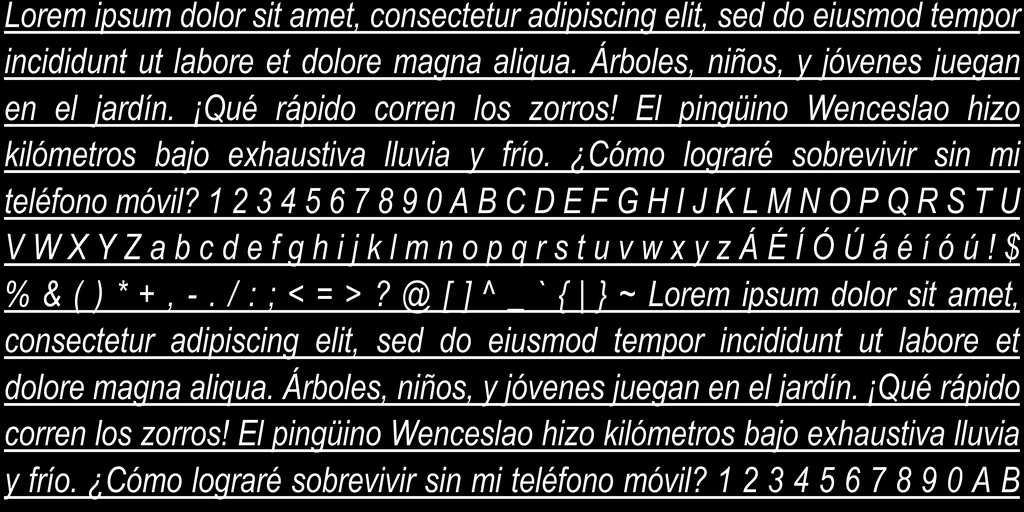 Lorem ipsum dolor sit amet, consectetur adipiscing elit, sed do eiusmod tempor
incididunt ut labore et dolore magna aliqua. Árboles, niños, y jóvenes juegan
en el jardín. ¡Qué rápido corren los zorros! El pingüino Wenceslao hizo
kilómetros bajo exhaustiva lluvia y frío. ¿Cómo lograré sobrevivir sin mi
teléfono móvil? 1 2 3 4 5 6 7 8 9 0 A B C D E F G H I J K L M N O P Q R S T U
V W X Y Z a b c d e f g h i j k l m n o p q r s t u v w x y z Á É Í Ó Ú á é í ó ú ! $
% & ( ) * + , - . / : ; < = > ? @ [ ] ^ _ ` { | } ~ Lorem ipsum dolor sit amet,
consectetur adipiscing elit, sed do eiusmod tempor incididunt ut labore et
dolore magna aliqua. Árboles, niños, y jóvenes juegan en el jardín. ¡Qué rápido
corren los zorros! El pingüino Wenceslao hizo kilómetros bajo exhaustiva lluvia
y frío. ¿Cómo lograré sobrevivir sin mi teléfono móvil? 1 2 3 4 5 6 7 8 9 0 A B